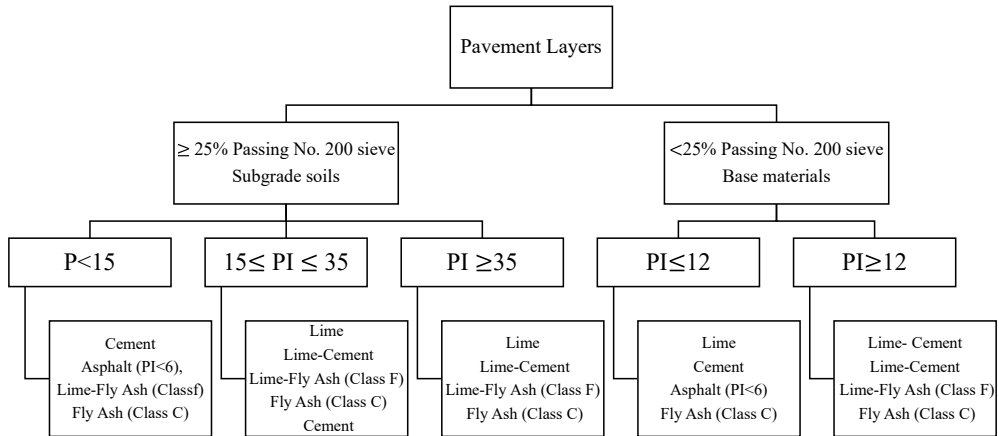 Pavement Layers
≥ 25% Passing No. 200 sieve
Subgrade soils
<25% Passing No. 200 sieve
Base materials
P<15
15≤ PI ≤ 35
PI ≥35
PI≤12
PI≥12
Cement
Asphalt (PI<6),
Lime-Fly Ash (Classf)
Fly Ash (Class C)
Lime
Lime-Cement
Lime-Fly Ash (Class F)
Fly Ash (Class C)
Cement
Lime
Lime-Cement
Lime-Fly Ash (Class F)
Fly Ash (Class C)
Lime
Cement
Asphalt (PI<6)
Fly Ash (Class C)
Lime- Cement
Lime-Cement
Lime-Fly Ash (Class F)
Fly Ash (Class C)